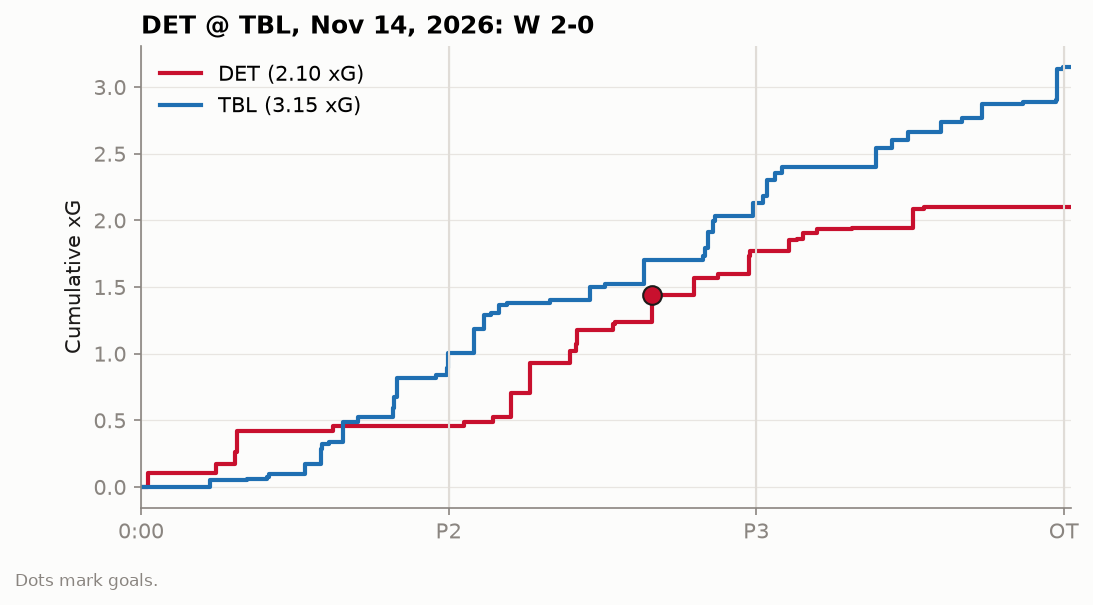 DET @ TBL, Nov 14, 2026: W 2-0
DET (2.10 xG)
TBL (3.15 xG)
Cumulative xG
3.0
2.5
2.0
1.5
1.0
0.5
0.0
0:00 P2 P3 OT
Dots mark goals.